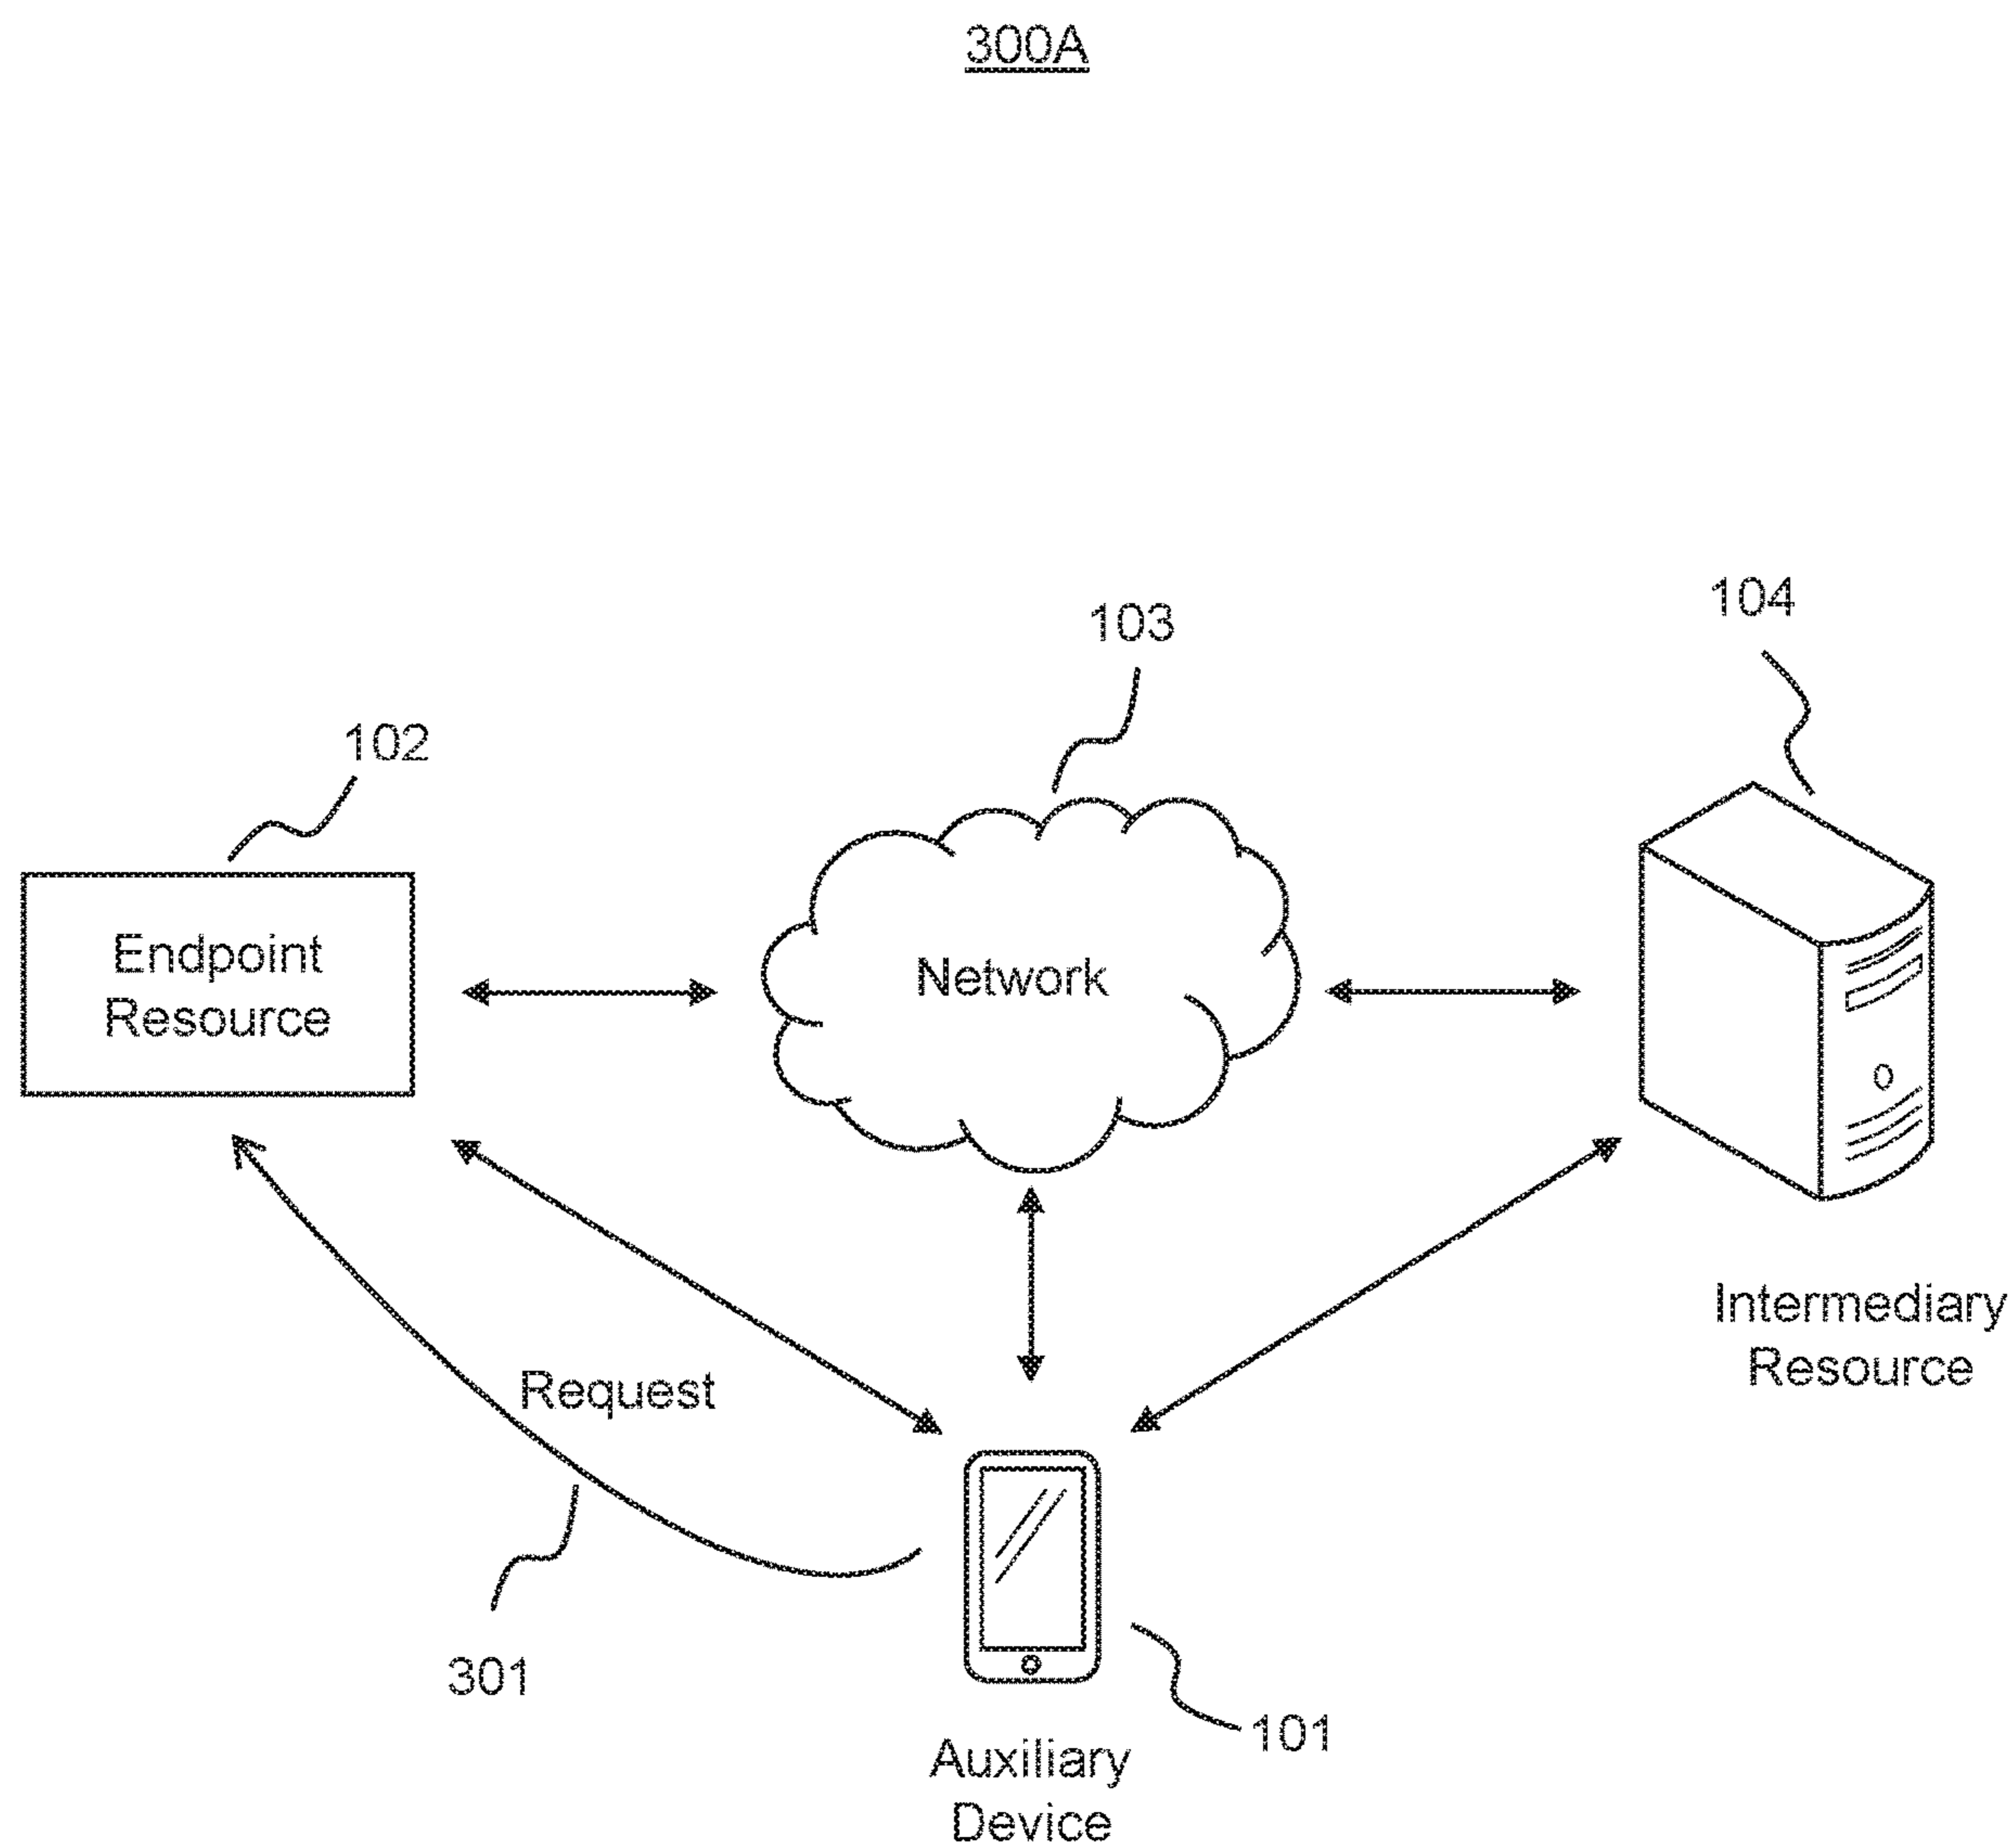 300A
104
103
102
Endpoint
Resource
Network
Intermediary
Resource
Request
301
101
Auxiliary
Device